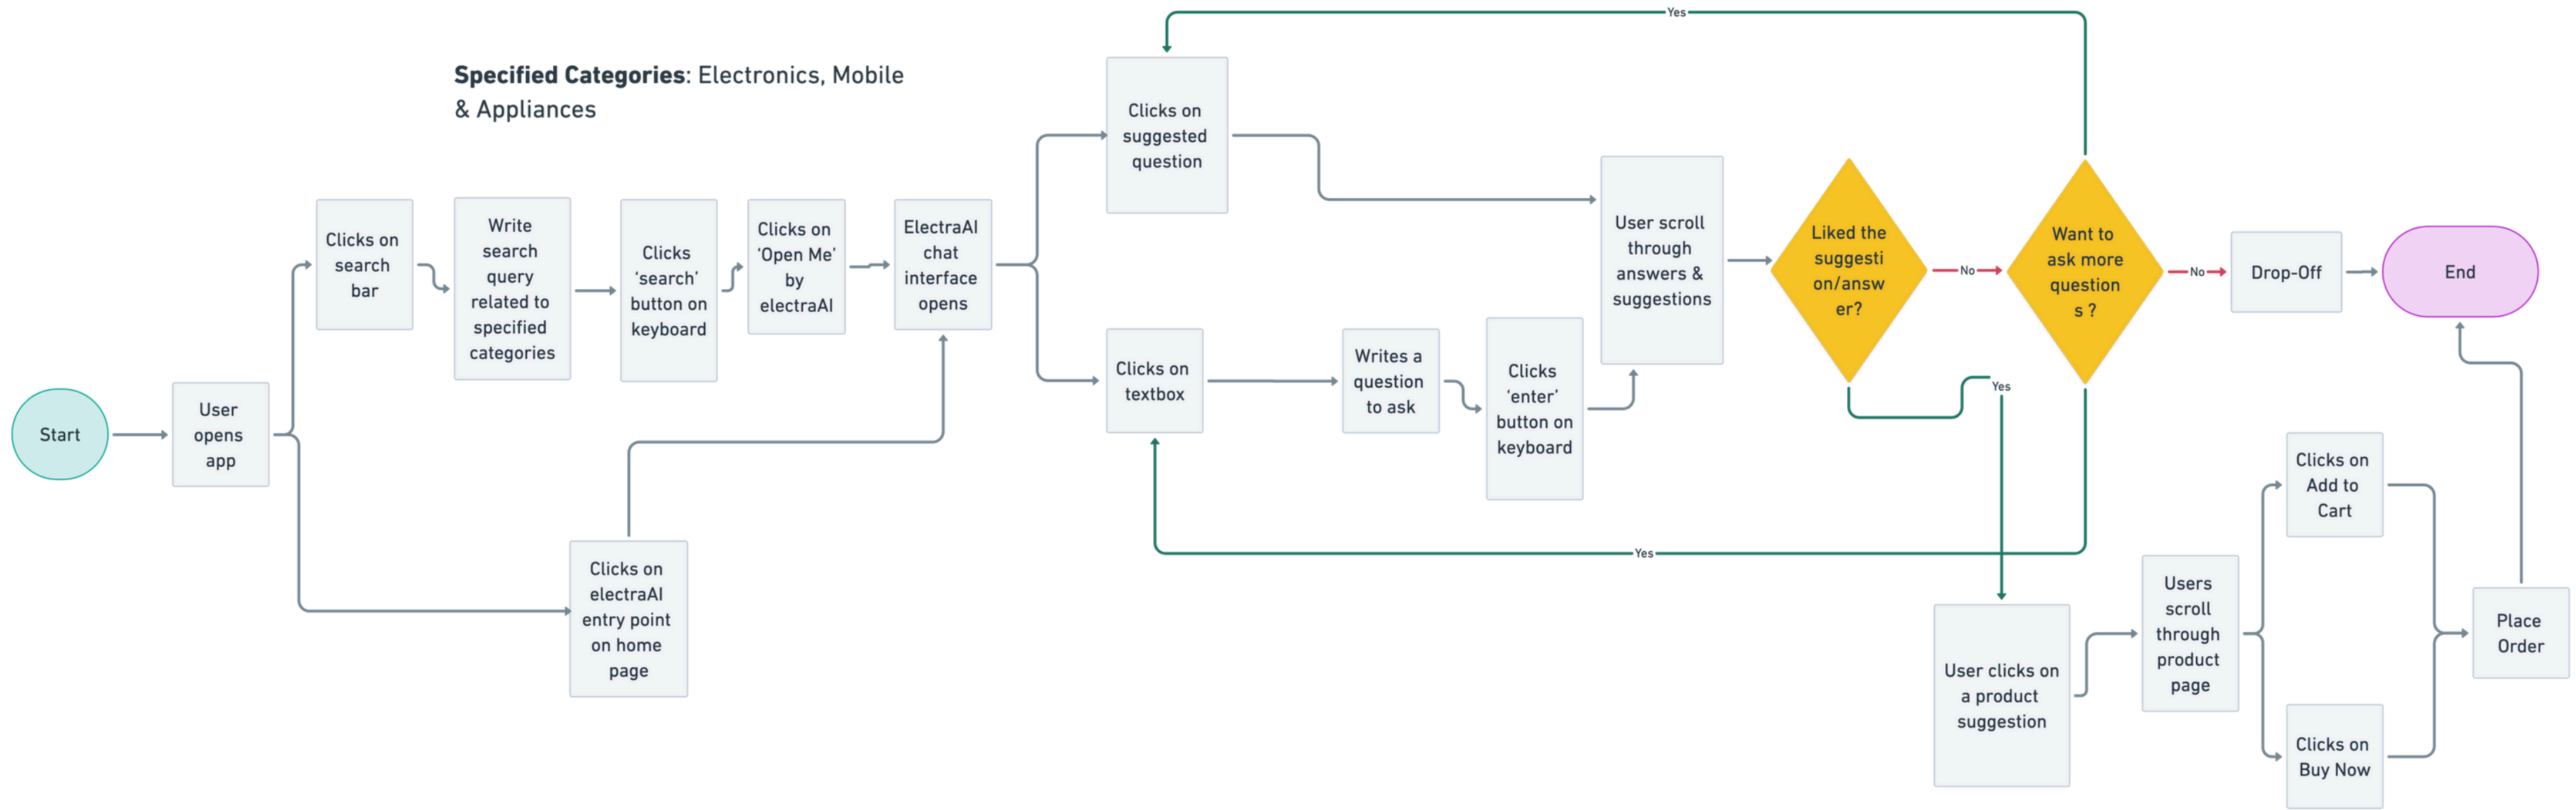 Specified Categories: Electronics, Mobile
& Appliances
Start
User
opens
app
Clicks on
search
bar
Write
search
query
related to
specified
categories
Clicks
‘search’
button on
keyboard
Clicks on
‘Open Me’
by
electraAI
ElectraAI
chat
interface
opens
Clicks on
electraAI
entry point
on home
page
Clicks on
suggested
question
Clicks on
textbox
Writes a
question
to ask
Clicks
‘enter’
button on
keyboard
User scroll
through
answers &
suggestions
Liked the
suggesti
on/answ
er?
No
Yes
Want to
ask more
question
s ?
Yes
Yes
No
Drop-Off
End
User clicks on
a product
suggestion
Users
scroll
through
product
page
Clicks on
Add to
Cart
Clicks on
Buy Now
Place
Order